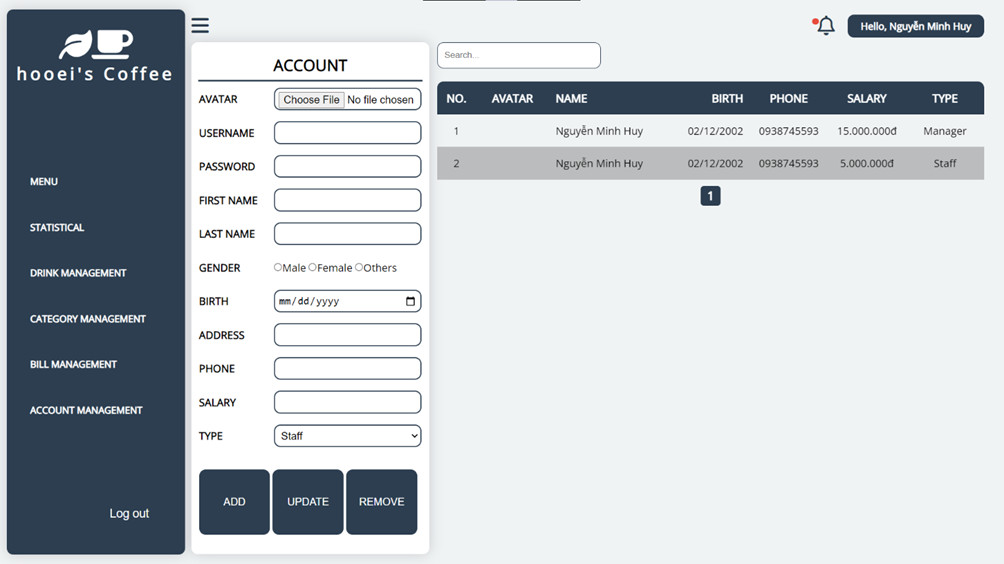 hooei's Coffee
MENU
STATISTICAL
DRINK MANAGEMENT
CATEGORY MANAGEMENT
BILL MANAGEMENT
ACCOUNT MANAGEMENT
Log out
ACCOUNT
AVATAR Choose File No file chosen
USERNAME
PASSWORD
FIRST NAME
LAST NAME
GENDER Male Female Others
BIRTH mm/dd/yyyy
ADDRESS
PHONE
SALARY
TYPE Staff
ADD UPDATE REMOVE
Hello, Nguyễn Minh Huy
Search...
NO. AVATAR NAME BIRTH PHONE SALARY TYPE
1 Nguyễn Minh Huy 02/12/2002 0938745593 15.000.000đ Manager
2 Nguyễn Minh Huy 02/12/2002 0938745593 5.000.000đ Staff
1